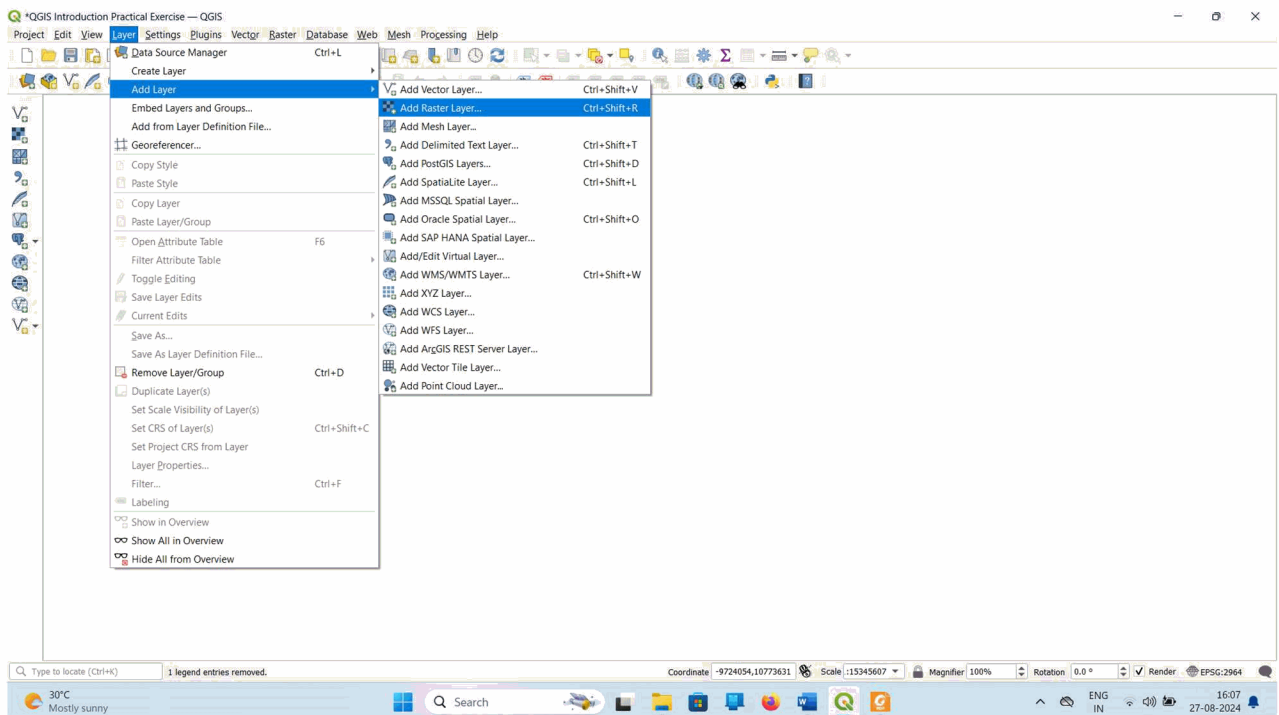 *QGIS Introduction Practical Exercise — QGIS
Project Edit View Layer Settings Plugins Vector Raster Database Web Mesh Processing Help
Data Source Manager Ctrl+L
Create Layer
Add Layer
Embed Layers and Groups...
Add from Layer Definition File...
Georeferencer...
Copy Style
Paste Style
Copy Layer
Paste Layer/Group
Open Attribute Table F6
Filter Attribute Table
Toggle Editing
Save Layer Edits
Current Edits
Save As...
Save As Layer Definition File...
Remove Layer/Group Ctrl+D
Duplicate Layer(s)
Set Scale Visibility of Layer(s)
Set CRS of Layer(s) Ctrl+Shift+C
Set Project CRS from Layer
Layer Properties...
Filter... Ctrl+F
Labeling
Show in Overview
Show All in Overview
Hide All from Overview
Add Vector Layer... Ctrl+Shift+V
Add Raster Layer... Ctrl+Shift+R
Add Mesh Layer...
Add Delimited Text Layer... Ctrl+Shift+T
Add PostGIS Layers... Ctrl+Shift+D
Add SpatiaLite Layer... Ctrl+Shift+L
Add MSSQL Spatial Layer...
Add Oracle Spatial Layer... Ctrl+Shift+O
Add SAP HANA Spatial Layer...
Add/Edit Virtual Layer...
Add WMS/WMTS Layer... Ctrl+Shift+W
Add XYZ Layer...
Add WCS Layer...
Add WFS Layer...
Add ArcGIS REST Server Layer...
Add Vector Tile Layer...
Add Point Cloud Layer...
Type to locate (Ctrl+K) 1 legend entries removed. Coordinate -9724054,10773631 Scale :15345607 Magnifier 100% Rotation 0.0 ° Render EPSG:2964
30°C
Mostly sunny
Search
ENG
IN
16:07
27-08-2024